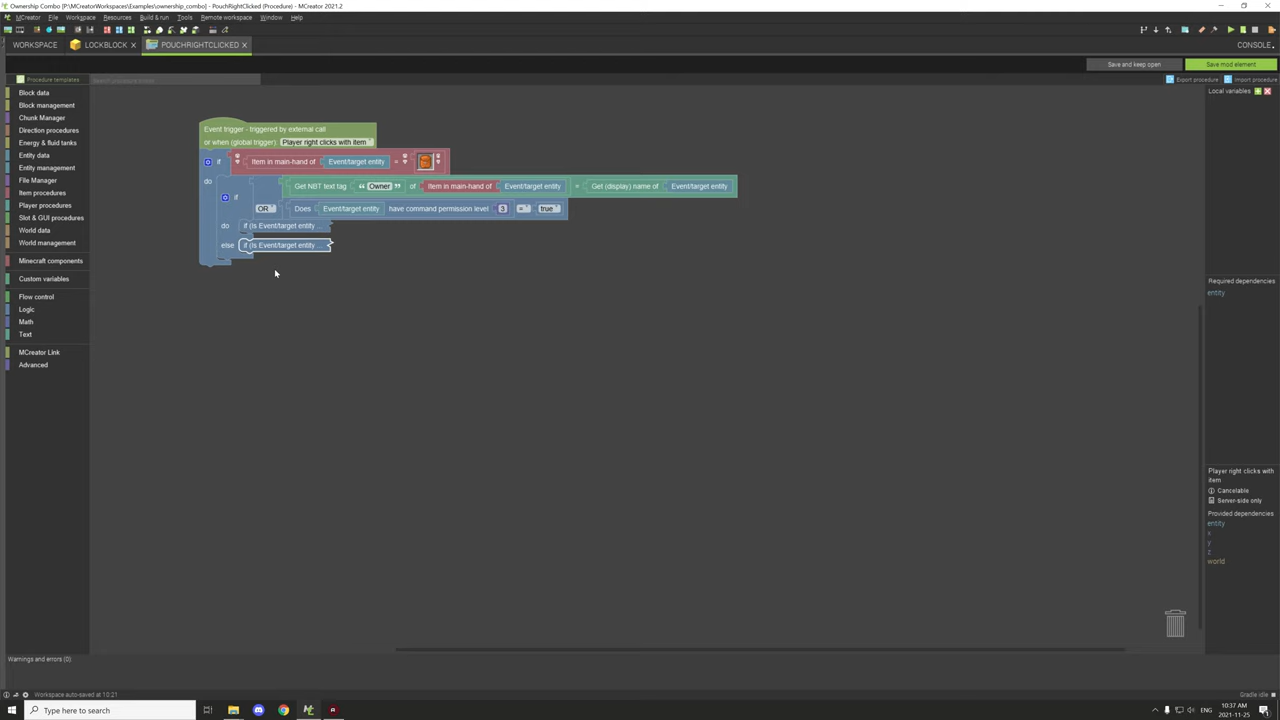 Ownership Combo [P:\MCreatorWorkspaces\Examples\ownership_combo] - PouchRightClicked (Procedure) - MCreator 2021.2
MCreator File Workspace Resources Build & run Tools Remote workspace Window Help
WORKSPACE LOCKBLOCK × POUCHRIGHTCLICKED × CONSOLE
Save and keep open Save mod element
Procedure templates Export procedure Import procedure
Block data
Block management
Chunk Manager
Direction procedures
Energy & fluid tanks
Entity data
Entity management
File Manager
Item procedures
Player procedures
Slot & GUI procedures
World data
World management
Minecraft components
Custom variables
Flow control
Logic
Math
Text
MCreator Link
Advanced
Event trigger - triggered by external call
or when (global trigger): Player right clicks with item
if Item in main-hand of Event/target entity =
do
if Get NBT text tag “ Owner ” of Item in main-hand of Event/target entity = Get (display) name of Event/target entity
OR Does Event/target entity have command permission level 3 = true
do if (Is Event/target entity ...
else if (Is Event/target entity ...
Local variables
Required dependencies
entity
Player right clicks with
item
Cancelable
Server-side only
Provided dependencies:
entity
x
y
z
world
Warnings and errors (0)
Workspace auto-saved at 10:21 Gradle idle
Type here to search ENG 10:37 AM
2021-11-25